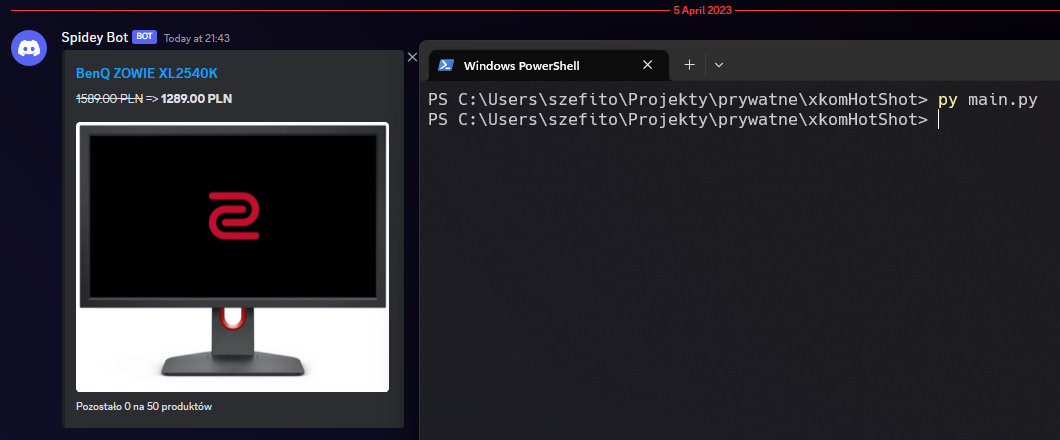 5 April 2023
Spidey Bot BOT Today at 21:43
BenQ ZOWIE XL2540K
1589.00 PLN => 1289.00 PLN
Pozostało 0 na 50 produktów
Windows PowerShell
PS C:\Users\szefito\Projekty\prywatne\xkomHotShot> py main.py
PS C:\Users\szefito\Projekty\prywatne\xkomHotShot>